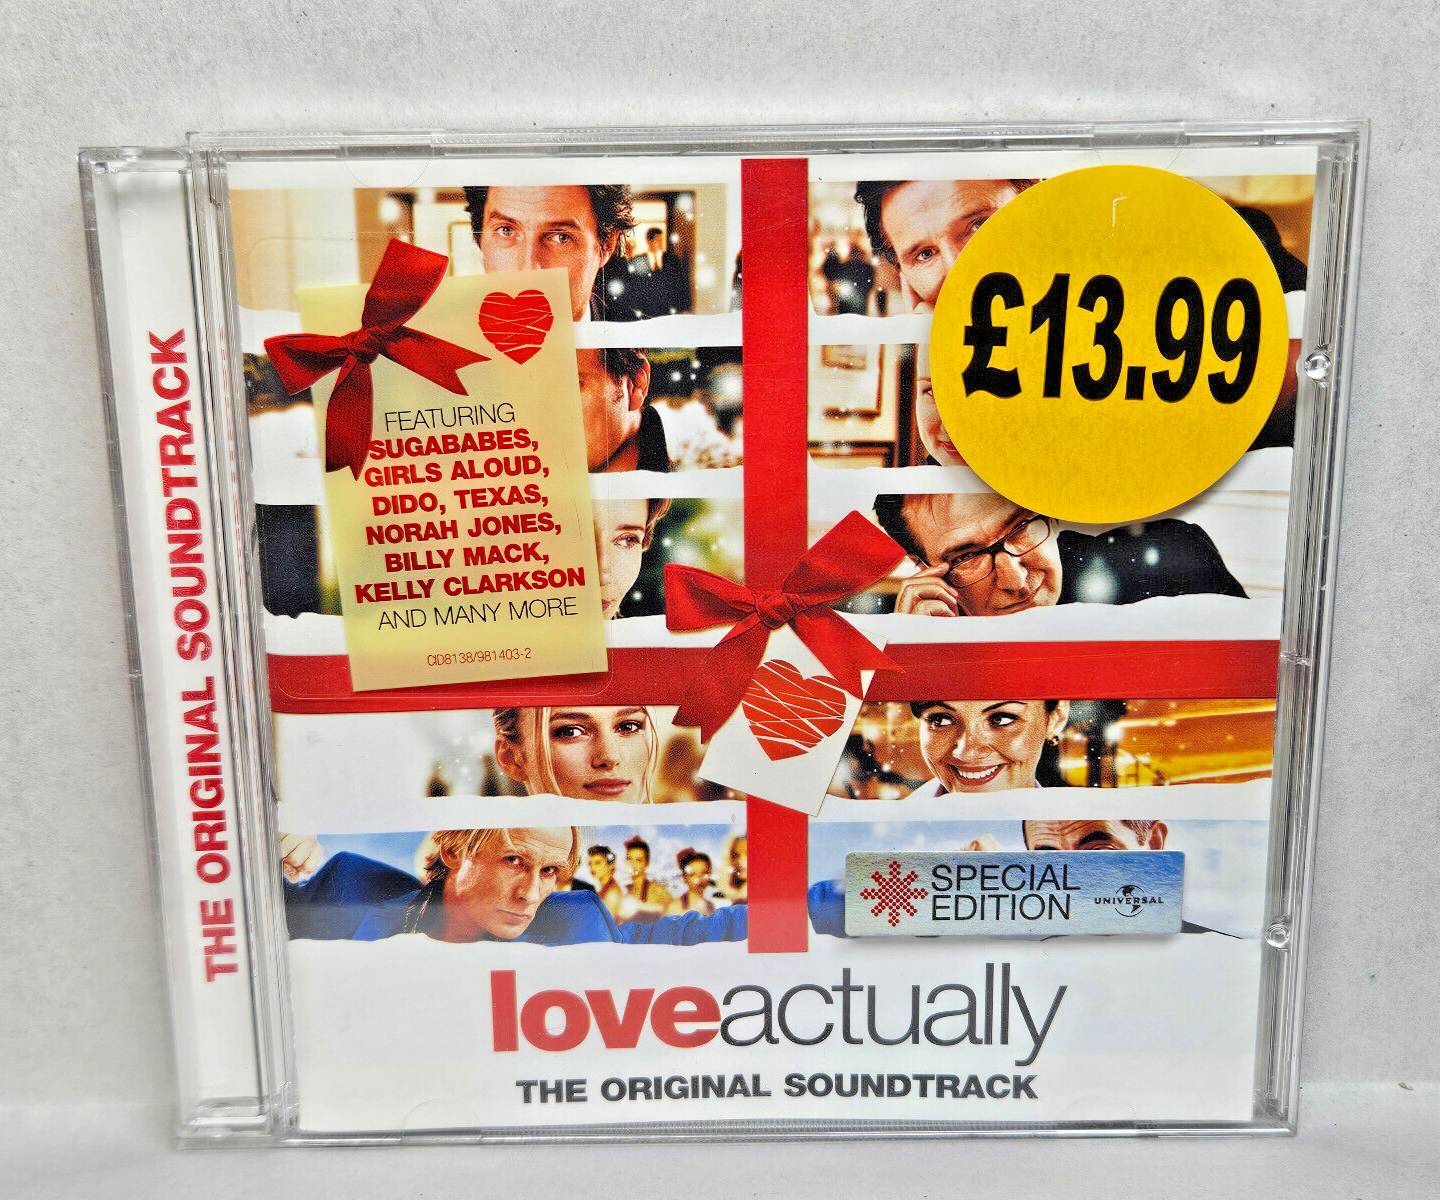 THE ORIGINAL SOUNDTRACK
£13.99
FEATURING
SUGABABES,
GIRLS ALOUD,
DIDO, TEXAS,
NORAH JONES,
BILLY MACK,
KELLY CLARKSON
AND MANY MORE
CID8138/981403-2
SPECIAL
EDITION
UNIVERSAL
loveactually
THE ORIGINAL SOUNDTRACK